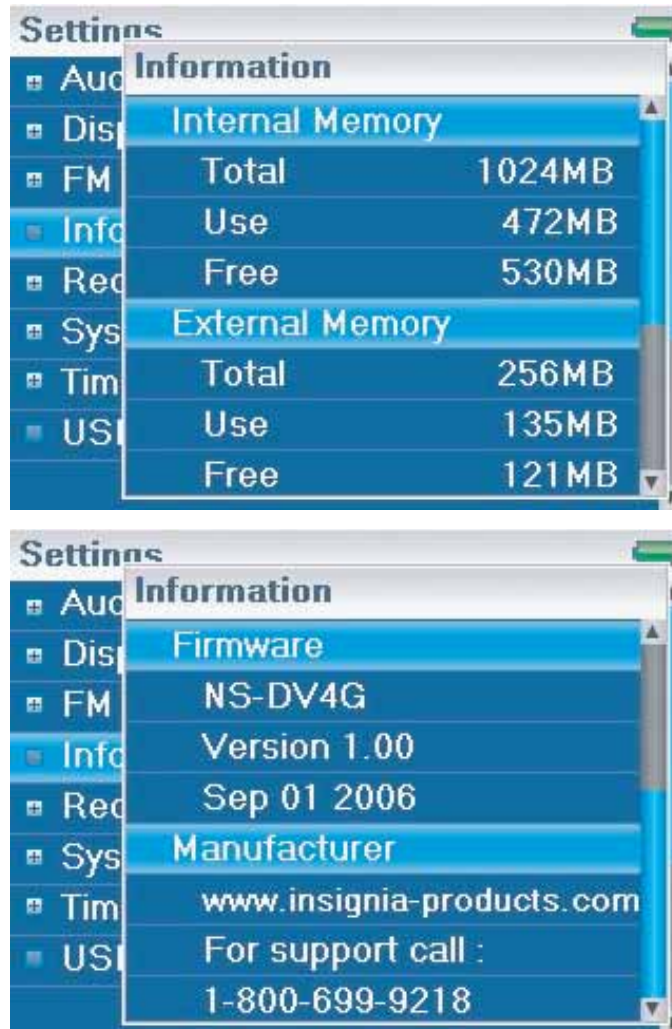 Settings
Information
Internal Memory
Total 1024MB
FM Use 472MB
Free 530MB
External Memory
Total 256MB
Use 135MB
Free 121MB
Settings
Information
Firmware
FM NS-DV4G
Version 1.00
Sep 01 2006
Manufacturer
www.insignia-products.com
For support call :
1-800-699-9218